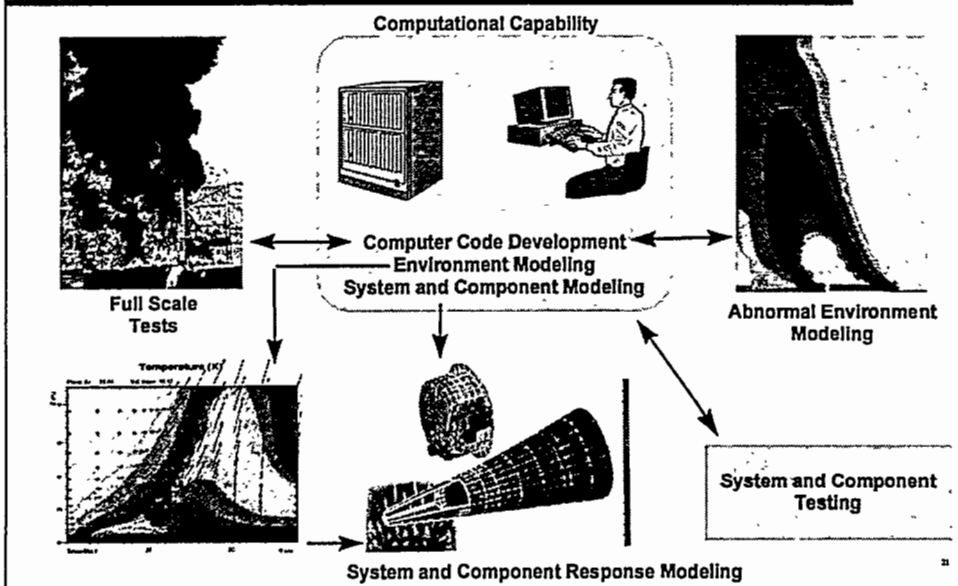 Computational Capability
Computer Code Development
Environment Modeling
System and Component Modeling
Full Scale
Tests
Abnormal Environment
Modeling
Temperature (K)
System and Component
Testing
System and Component Response Modeling
21